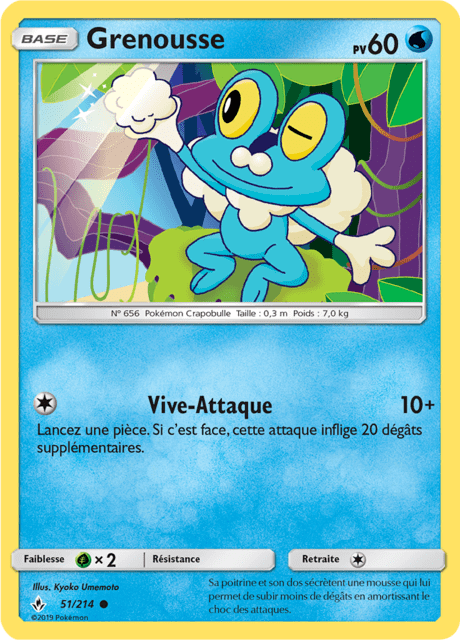 BASE Grenousse PV60
N° 656 Pokémon Crapobulle Taille : 0,3 m Poids : 7,0 kg
Vive-Attaque 10+
Lancez une pièce. Si c'est face, cette attaque inflige 20 dégâts
supplémentaires.
Faiblesse ×2 Résistance Retraite
Illus. Kyoko Umemoto
51/214
©2019 Pokémon
Sa poitrine et son dos sécrètent une mousse qui lui
permet de subir moins de dégâts en amortissant le
choc des attaques.